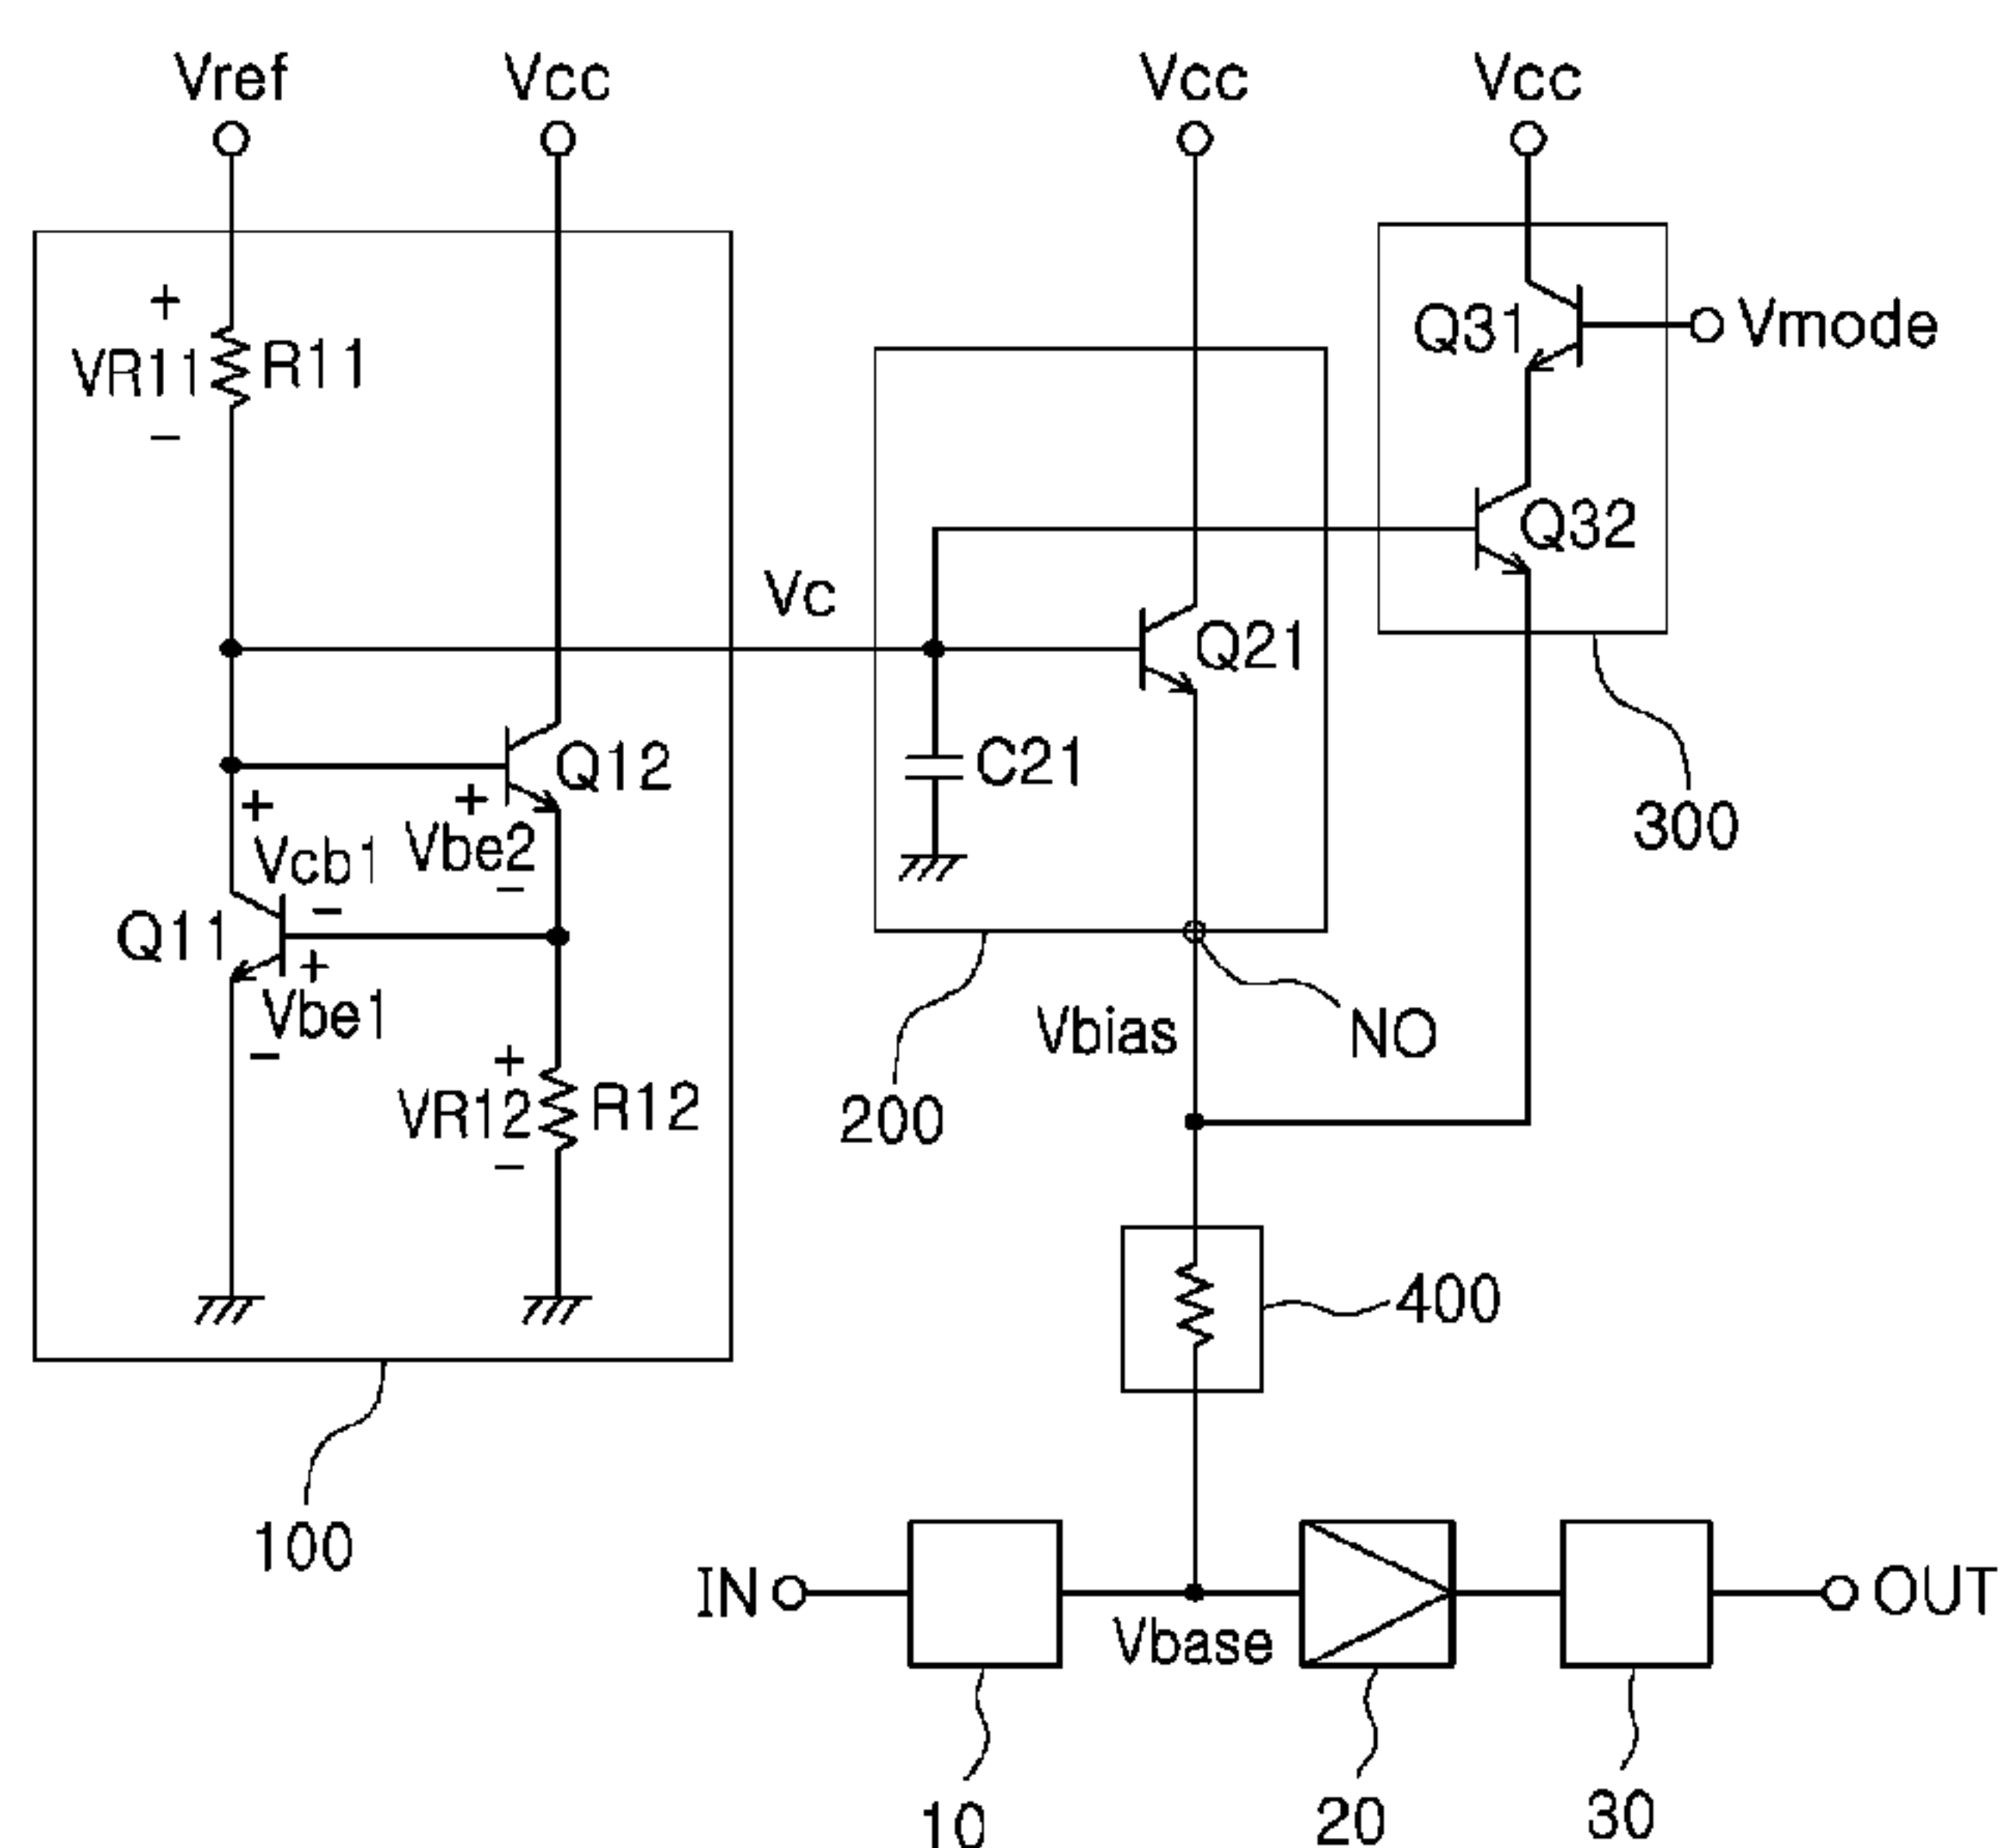 Vref
Vcc
Vcc
Vcc
+
VR11
R11
−
Q31
Vmode
Q32
Vc
Q21
Q12
C21
300
+
+
Vcb1
Vbe2
−
−
Q11
+
Vbe1
−
NO
Vbias
+
VR12
R12
−
200
400
100
IN
OUT
Vbase
10
20
30